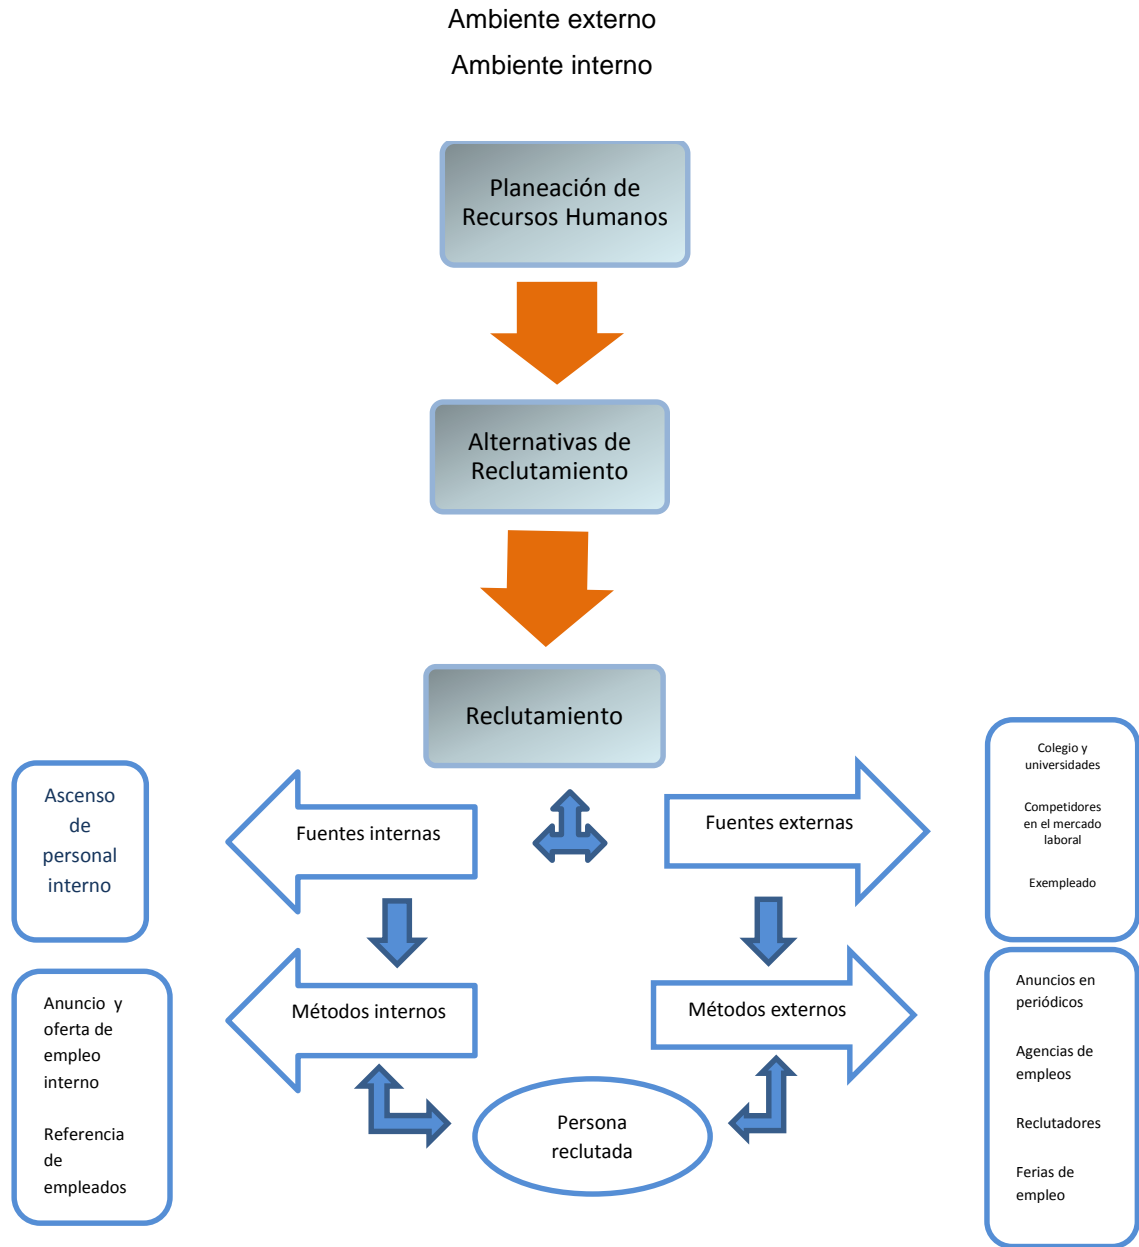 Ambiente externo
Ambiente interno
Planeación de
Recursos Humanos
Alternativas de
Reclutamiento
Reclutamiento
Ascenso
de
personal
interno
Fuentes internas
Fuentes externas
Colegio y
universidades
Competidores
en el mercado
laboral
Exempleado
Anuncio y
oferta de
empleo
interno
Referencia
de
empleados
Métodos internos
Métodos externos
Anuncios en
periódicos
Agencias de
empleos
Reclutadores
Ferias de
empleo
Persona
reclutada